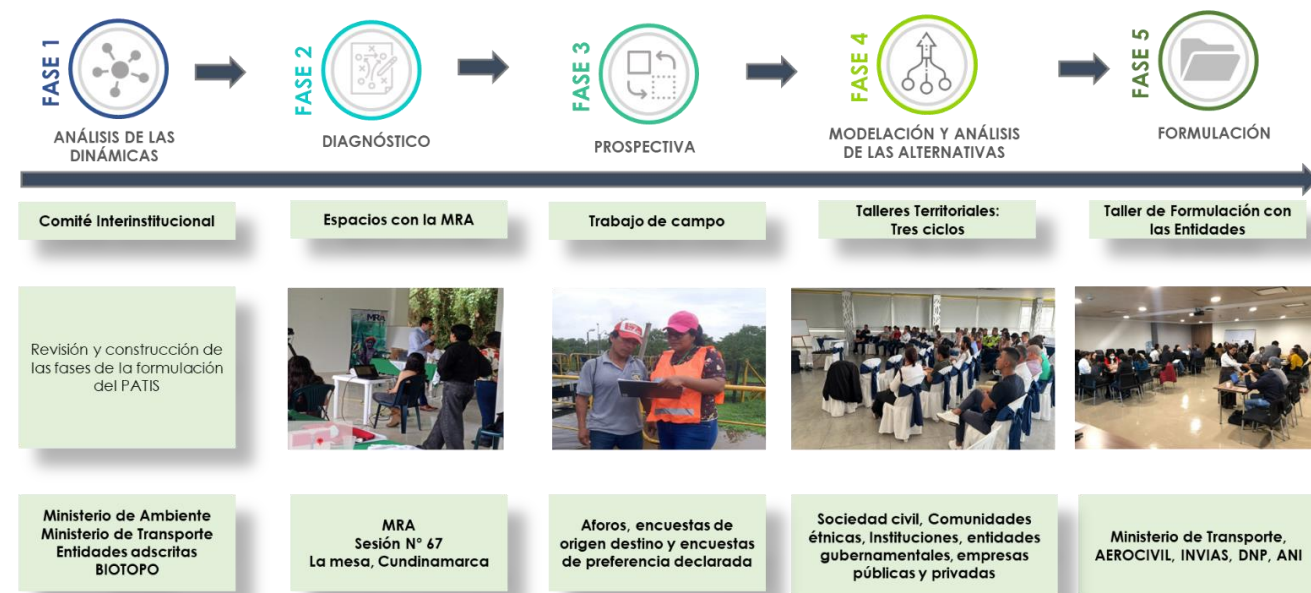 FASE 1
ANÁLISIS DE LAS
DINÁMICAS
FASE 2
DIAGNÓSTICO
FASE 3
PROSPECTIVA
FASE 4
MODELACIÓN Y ANÁLISIS
DE LAS ALTERNATIVAS
FASE 5
FORMULACIÓN
Comité Interinstitucional
Espacios con la MRA
Trabajo de campo
Talleres Territoriales:
Tres ciclos
Taller de Formulación con
las Entidades
Revisión y construcción de
las fases de la formulación
del PATIS
MRA
Ministerio de Ambiente
Ministerio de Transporte
Entidades adscritas
BIOTOPO
MRA
Sesión N° 67
La mesa, Cundinamarca
Aforos, encuestas de
origen destino y encuestas
de preferencia declarada
Sociedad civil, Comunidades
étnicas, Instituciones, entidades
gubernamentales, empresas
públicas y privadas
Ministerio de Transporte,
AEROCIVIL, INVIAS, DNP, ANI